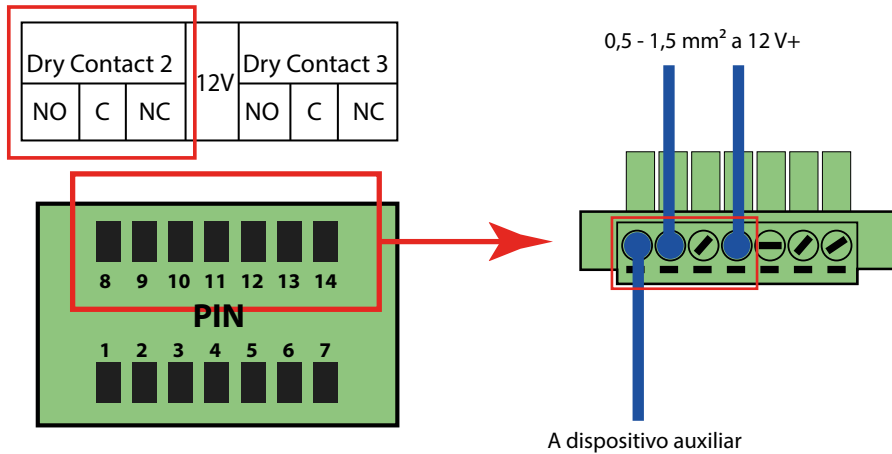 Dry Contact 2 12V Dry Contact 3
NO C NC NO C NC
8 9 10 11 12 13 14
PIN
1 2 3 4 5 6 7
0,5 - 1,5 mm² a 12 V+
A dispositivo auxiliar